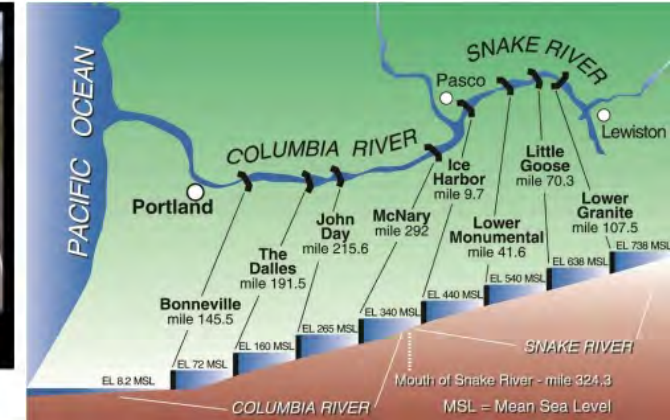 PACIFIC OCEAN
COLUMBIA RIVER
SNAKE RIVER
Portland
Pasco
Lewiston
Bonneville
mile 145.5
The
Dalles
mile 191.5
John
Day
mile 215.6
McNary
mile 292
Ice
Harbor
mile 9.7
Lower
Monumental
mile 41.6
Little
Goose
mile 70.3
Lower
Granite
mile 107.5
EL 8.2 MSL
EL 72 MSL
EL 160 MSL
EL 265 MSL
EL 340 MSL
EL 440 MSL
EL 540 MSL
EL 638 MSL
EL 738 MSL
SNAKE RIVER
Mouth of Snake River - mile 324.3
COLUMBIA RIVER
MSL = Mean Sea Level